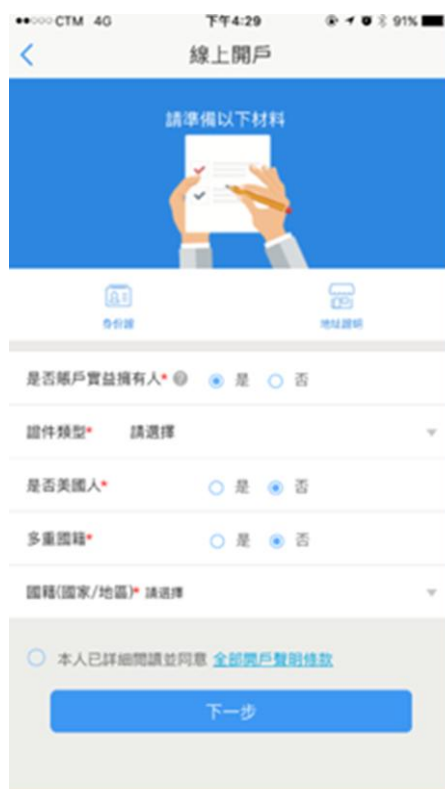 CTM 4G 下午4:29 91%
線上開戶
請準備以下材料
身份證 地址證明
是否賬戶實益擁有人* 是 否
證件類型* 請選擇
是否美國人* 是 否
多重國籍* 是 否
國籍(國家/地區)* 請選擇
本人已詳細閱讀並同意 全部開戶聲明條款
下一步